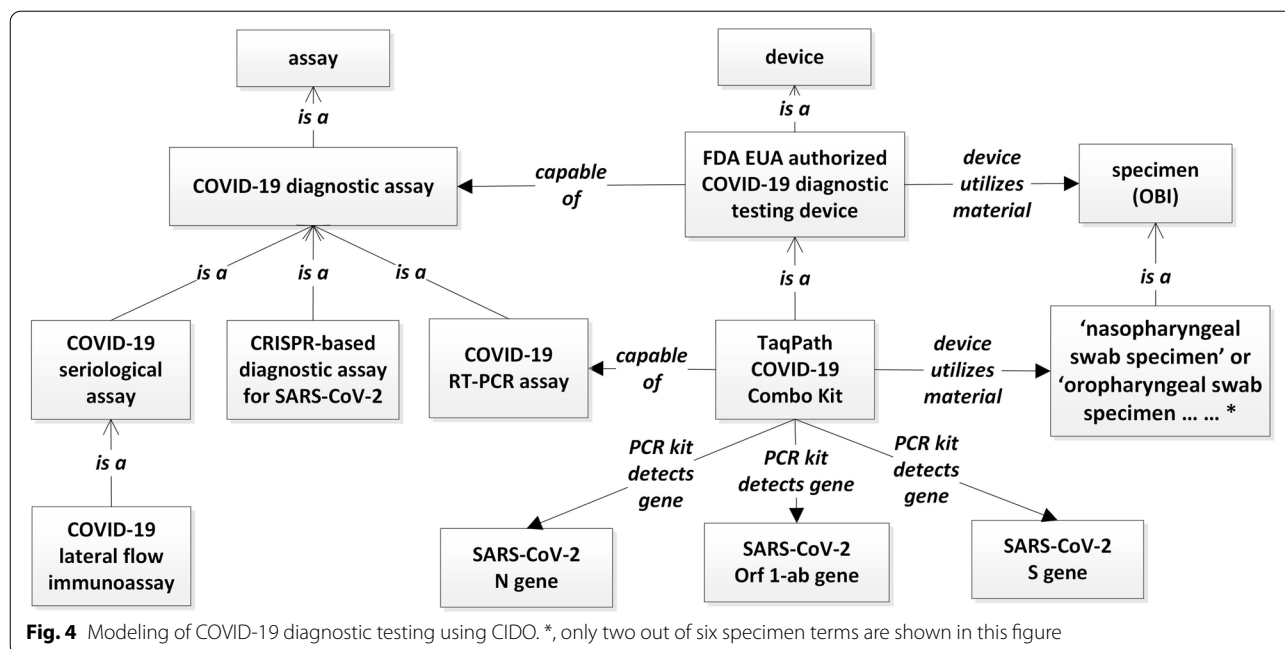 assay
device
is a
is a
COVID-19 diagnostic assay
capable
of
FDA EUA authorized
COVID-19 diagnostic
testing device
device
utilizes
material
specimen
(OBI)
is a
is a
is a
is a
is a
COVID-19
seriological
assay
CRISPR-based
diagnostic assay
for SARS-CoV-2
COVID-19
RT-PCR assay
capable
of
TaqPath
COVID-19
Combo Kit
device
utilizes
material
‘nasopharyngeal
swab specimen’ or
‘oropharyngeal swab
specimen … … *
is a
PCR kit
detects
gene
PCR kit
detects gene
PCR kit
detects
gene
COVID-19
lateral flow
immunoassay
SARS-CoV-2
N gene
SARS-CoV-2
Orf 1-ab gene
SARS-CoV-2
S gene
Fig. 4 Modeling of COVID-19 diagnostic testing using CIDO. *, only two out of six specimen terms are shown in this figure